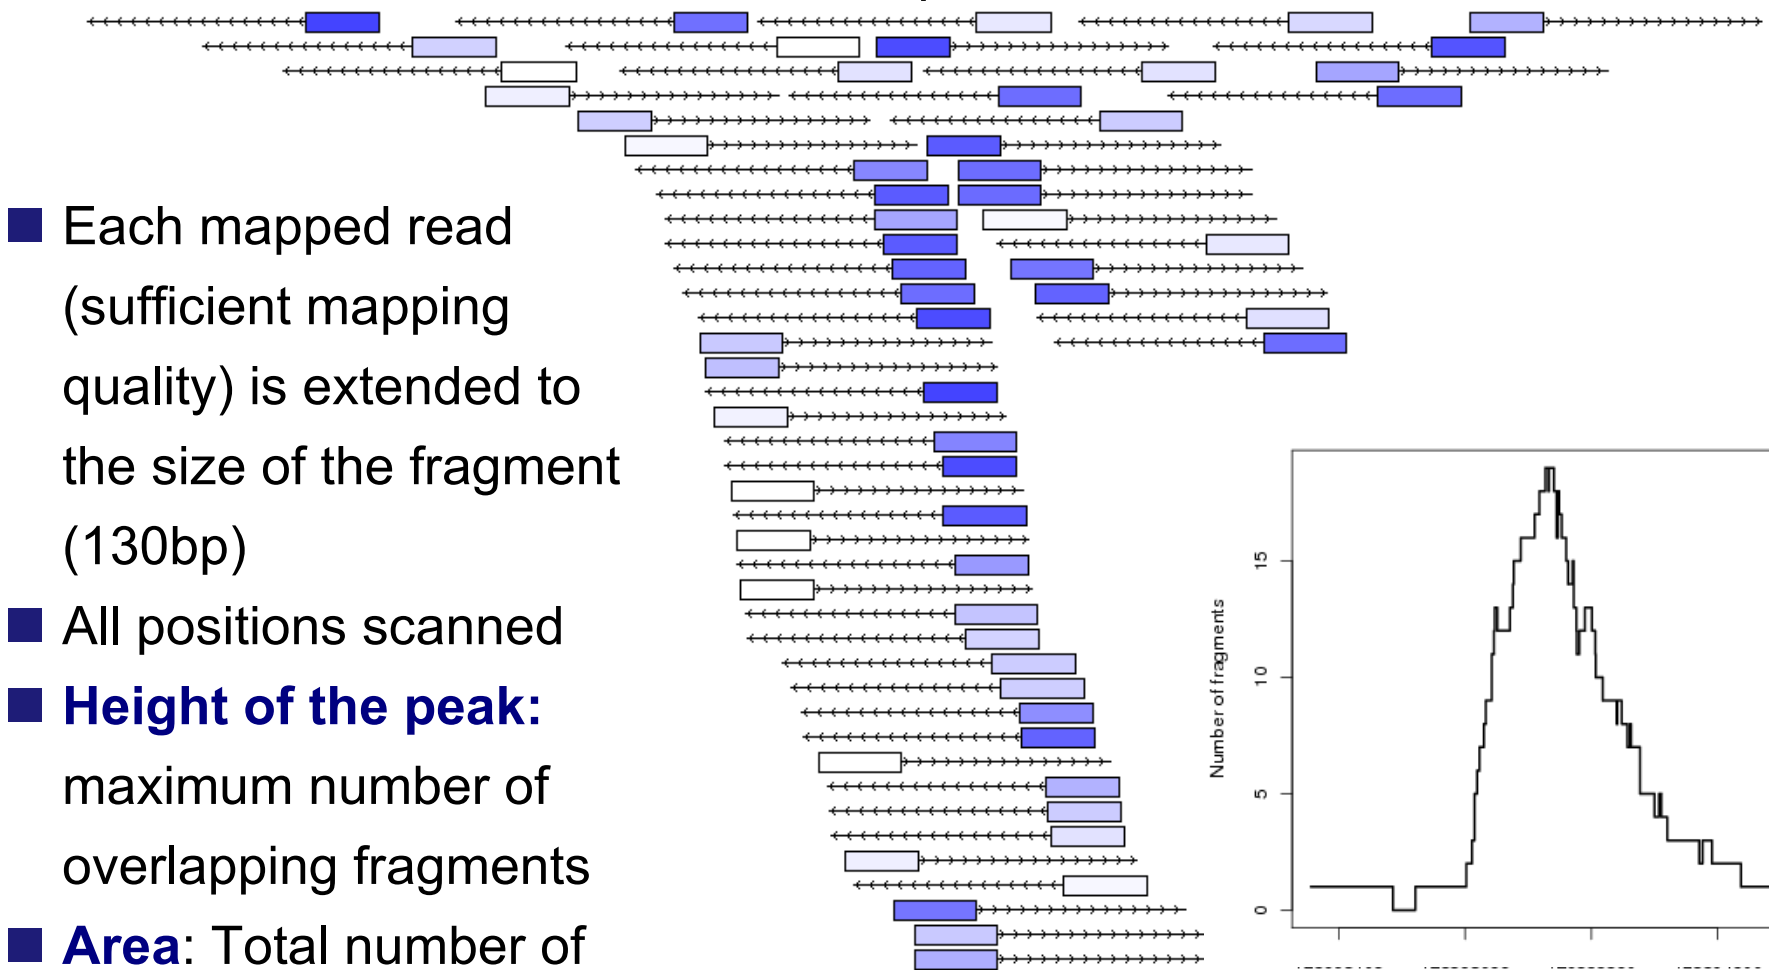 Each mapped read
(sufficient mapping
quality) is extended to
the size of the fragment
(130bp)
All positions scanned
Height of the peak:
maximum number of
overlapping fragments
Area: Total number of
Number of fragments
15
10
5
0